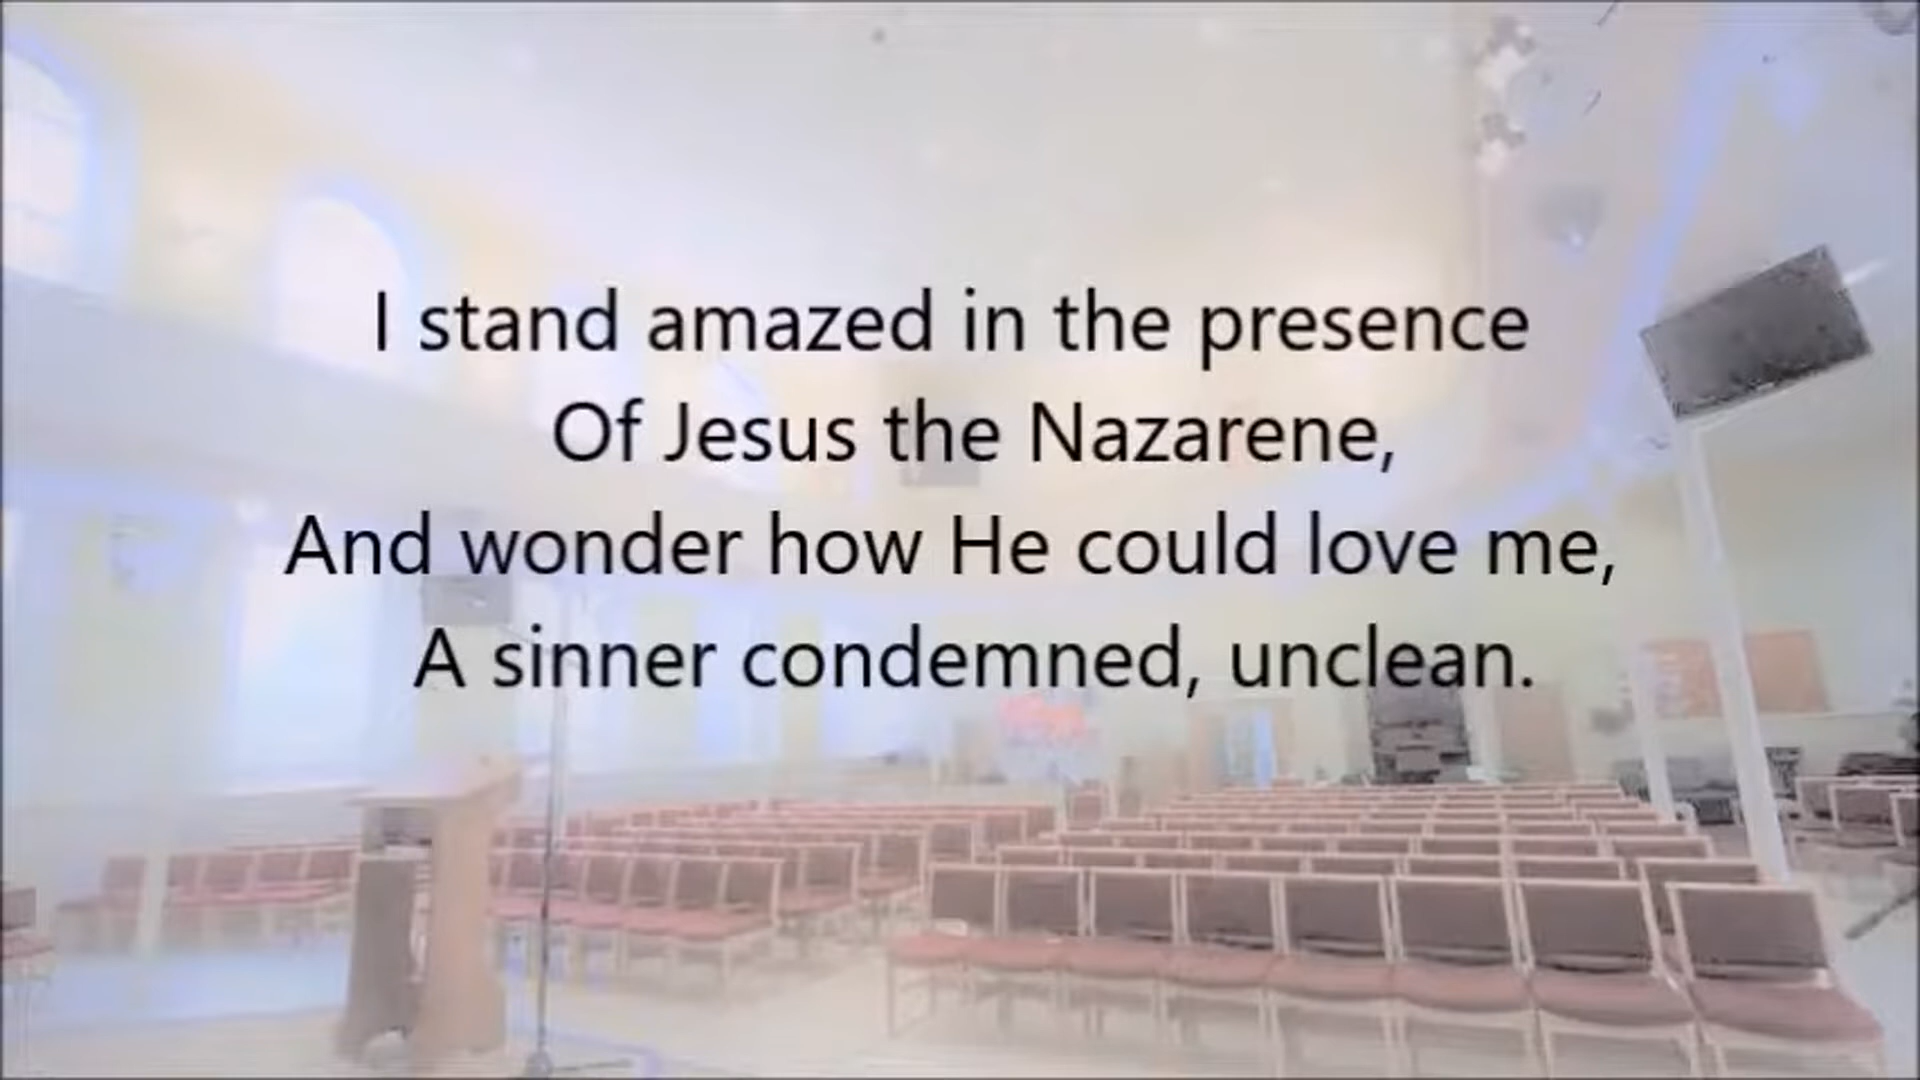 I stand amazed in the presence
Of Jesus the Nazarene,
And wonder how He could love me,
A sinner condemned, unclean.